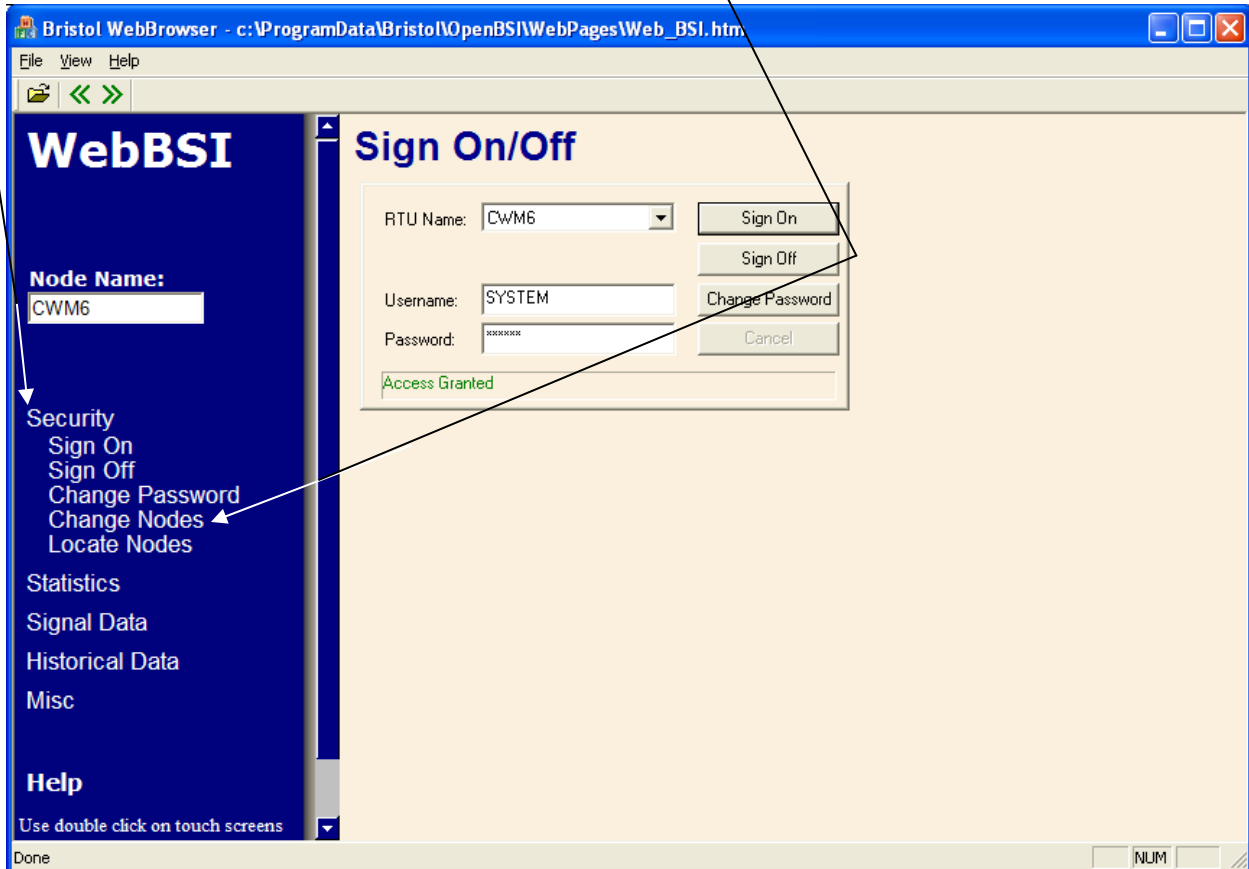 Bristol WebBrowser - c:\ProgramData\Bristol\OpenBSI\WebPages\Web_BSI.htm
File View Help
WebBSI
Node Name:
CWM6
Security
Sign On
Sign Off
Change Password
Change Nodes
Locate Nodes
Statistics
Signal Data
Historical Data
Misc
Help
Use double click on touch screens
Sign On/Off
RTU Name: CWM6 Sign On
Sign Off
Username: SYSTEM Change Password
Password: ****** Cancel
Access Granted
Done NUM